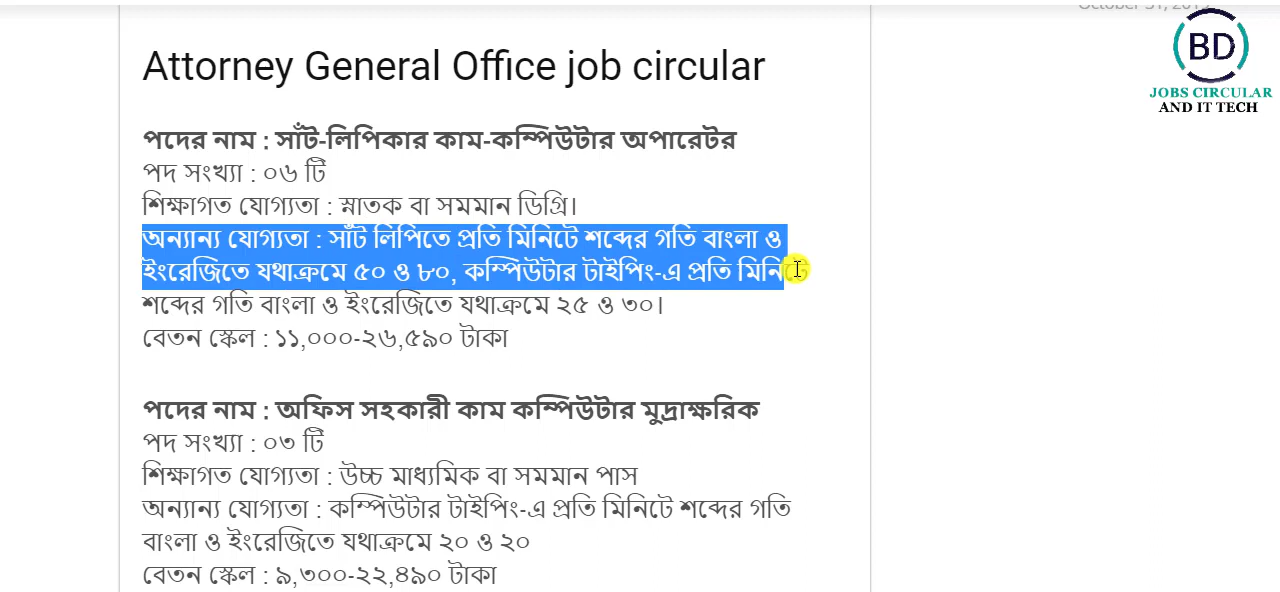 October 31, 2019
BD
JOBS CIRCULAR
AND IT TECH
Attorney General Office job circular
পদের নাম : সাঁট-লিপিকার কাম-কম্পিউটার অপারেটর
পদ সংখ্যা : ০৬ টি
শিক্ষাগত যোগ্যতা : স্নাতক বা সমমান ডিগ্রি।
অন্যান্য যোগ্যতা : সাঁট লিপিতে প্রতি মিনিটে শব্দের গতি বাংলা ও
ইংরেজিতে যথাক্রমে ৫০ ও ৮০, কম্পিউটার টাইপিং-এ প্রতি মিনিটে
শব্দের গতি বাংলা ও ইংরেজিতে যথাক্রমে ২৫ ও ৩০।
বেতন স্কেল : ১১,০০০-২৬,৫৯০ টাকা
পদের নাম : অফিস সহকারী কাম কম্পিউটার মুদ্রাক্ষরিক
পদ সংখ্যা : ০৩ টি
শিক্ষাগত যোগ্যতা : উচ্চ মাধ্যমিক বা সমমান পাস
অন্যান্য যোগ্যতা : কম্পিউটার টাইপিং-এ প্রতি মিনিটে শব্দের গতি
বাংলা ও ইংরেজিতে যথাক্রমে ২০ ও ২০
বেতন স্কেল : ৯,৩০০-২২,৪৯০ টাকা